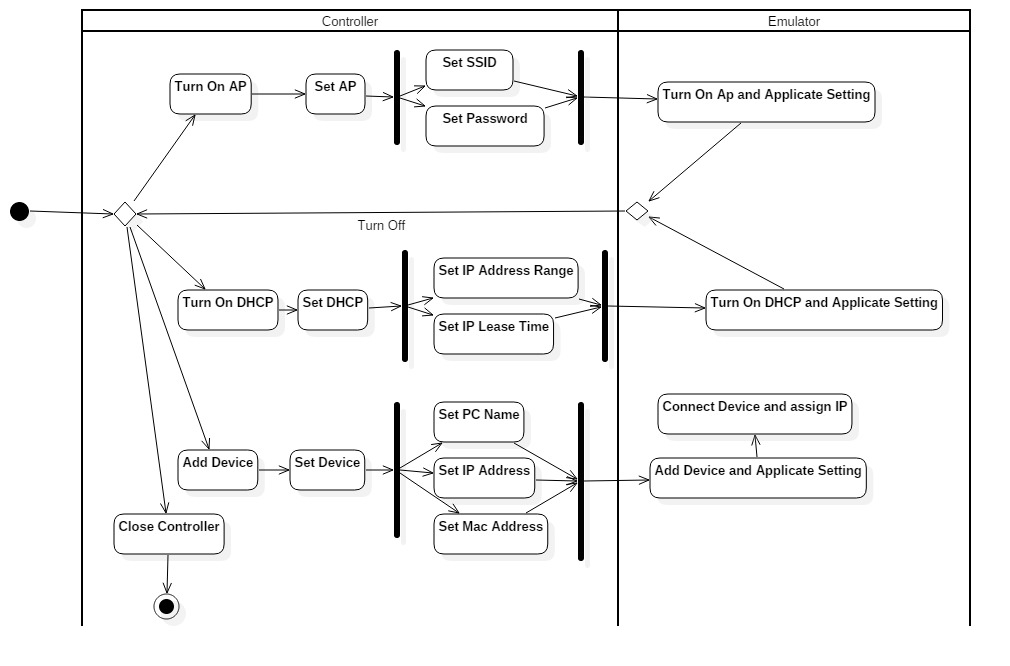 Controller
Emulator
Turn On AP
Set AP
Set SSID
Set Password
Turn On Ap and Applicate Setting
Turn Off
Turn On DHCP
Set DHCP
Set IP Address Range
Set IP Lease Time
Turn On DHCP and Applicate Setting
Add Device
Set Device
Set PC Name
Set IP Address
Set Mac Address
Connect Device and assign IP
Add Device and Applicate Setting
Close Controller